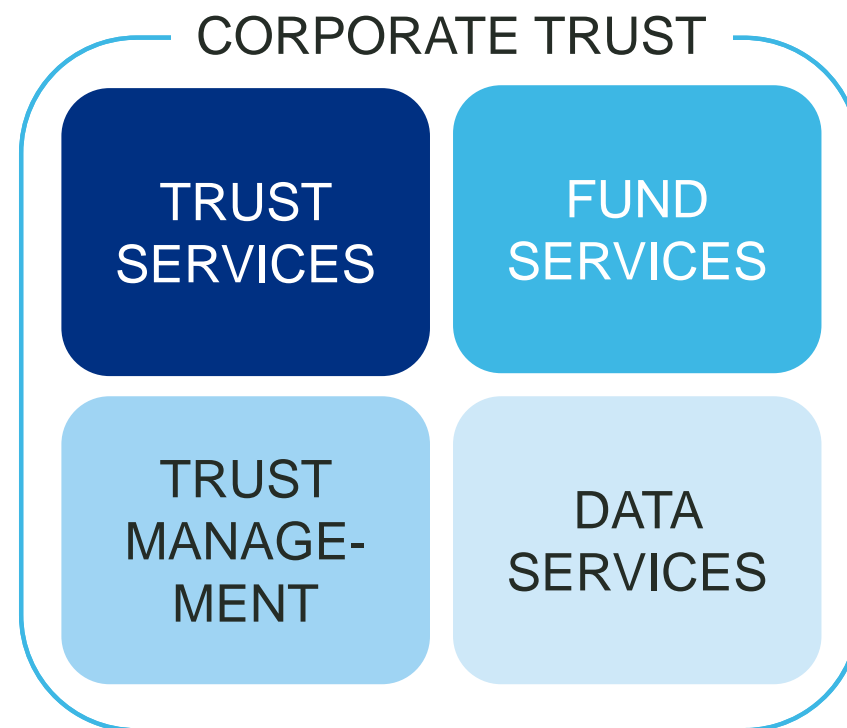 CORPORATE TRUST
TRUST
SERVICES
FUND
SERVICES
TRUST
MANAGE-
MENT
DATA
SERVICES